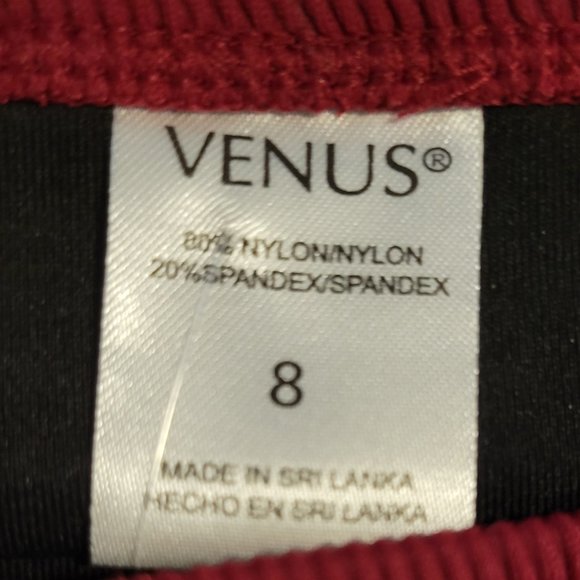 VENUS®
80% NYLON/NYLON
20%SPANDEX/SPANDEX
8
MADE IN SRI LANKA
HECHO EN SRI LANKA